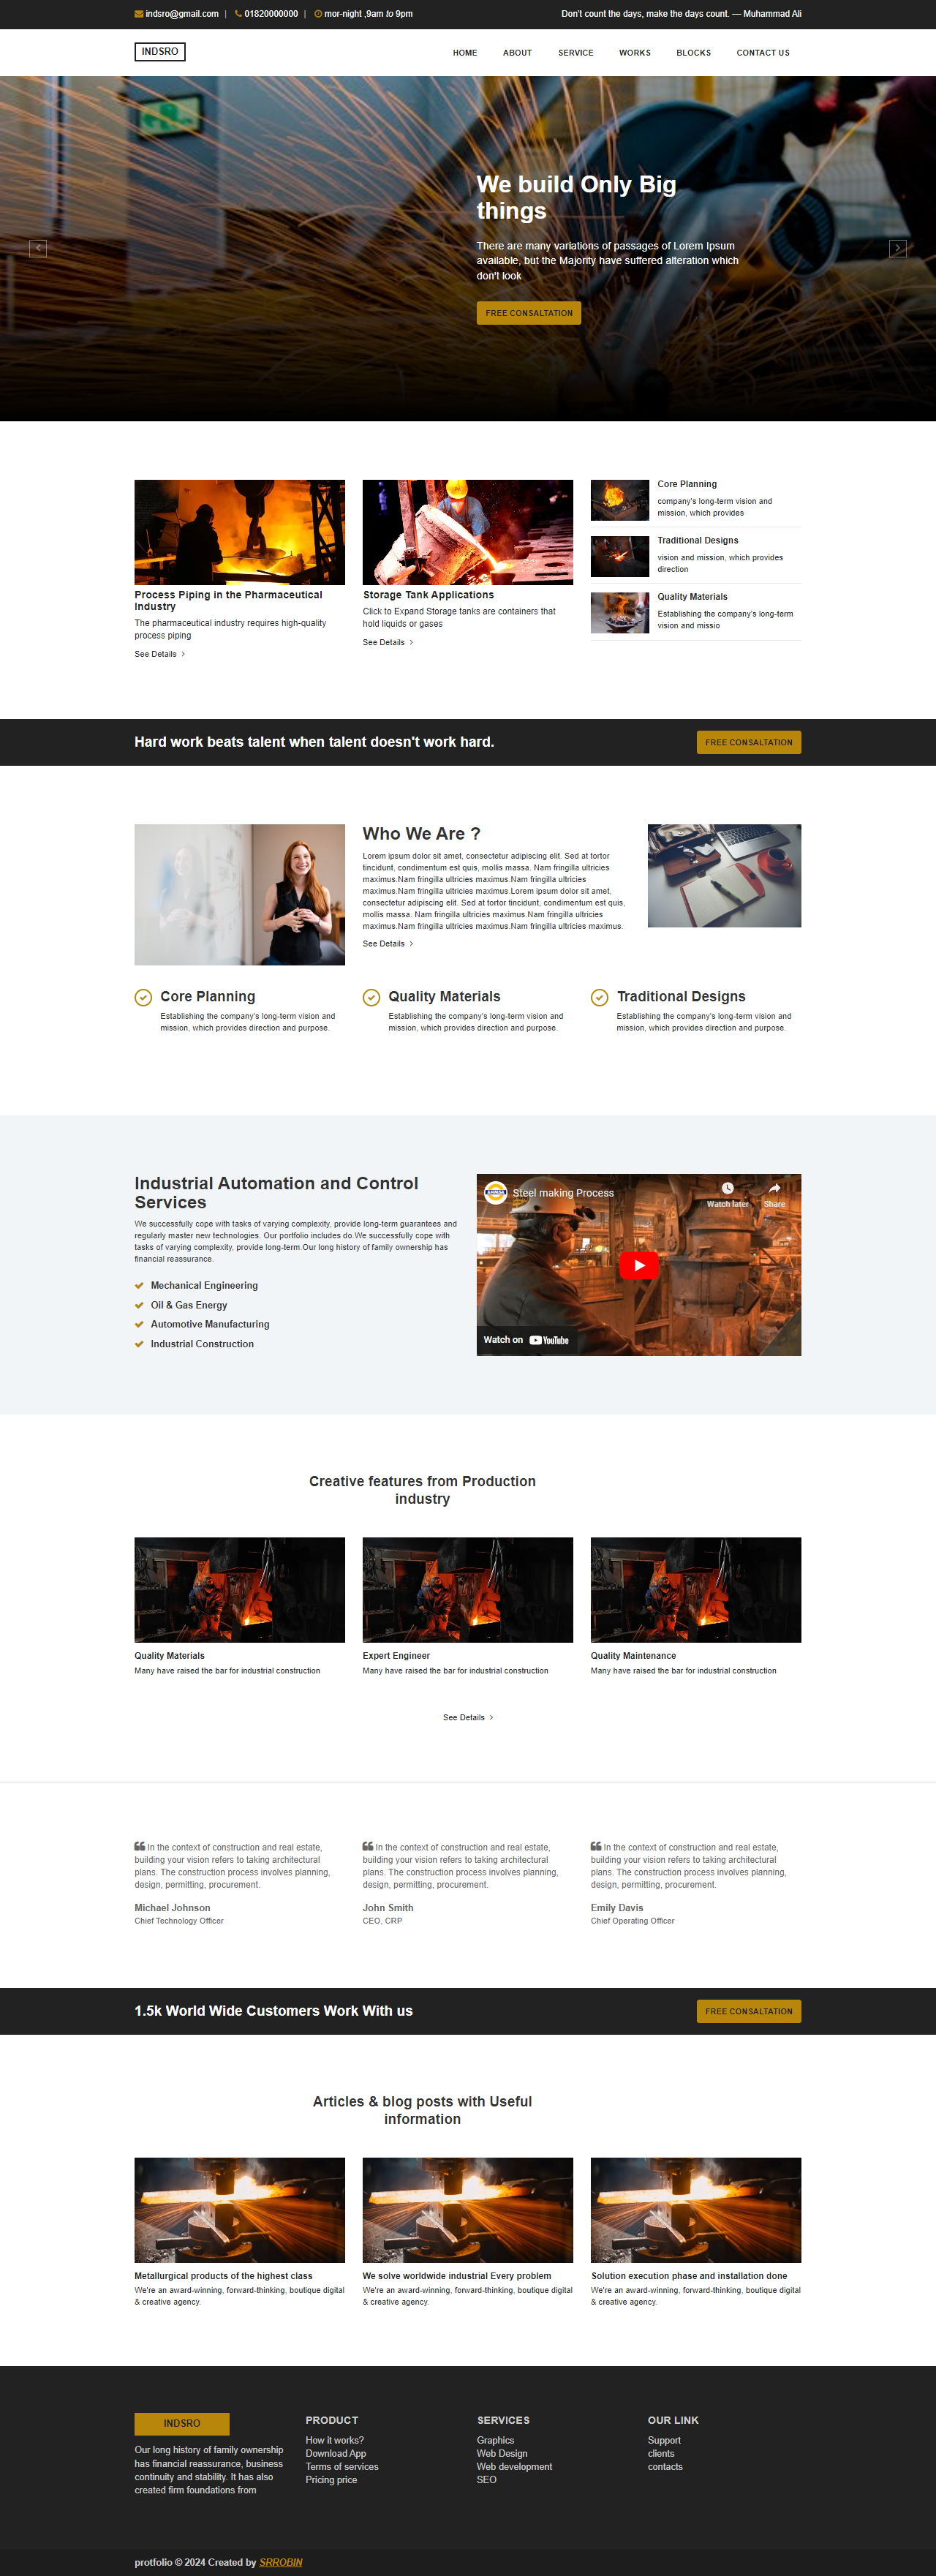 indsro@gmail.com | 01820000000 | mor-night ,9am to 9pm
Don't count the days, make the days count. — Muhammad Ali
INDSRO
HOME ABOUT SERVICE WORKS BLOCKS CONTACT US
We build Only Big
things
There are many variations of passages of Lorem Ipsum
available, but the Majority have suffered alteration which
don't look
FREE CONSALTATION
Process Piping in the Pharmaceutical
Industry
The pharmaceutical industry requires high-quality
process piping
See Details
Storage Tank Applications
Click to Expand Storage tanks are containers that
hold liquids or gases
See Details
Core Planning
company's long-term vision and
mission, which provides
Traditional Designs
vision and mission, which provides
direction
Quality Materials
Establishing the company's long-term
vision and missio
Hard work beats talent when talent doesn't work hard.
FREE CONSALTATION
Who We Are ?
Lorem ipsum dolor sit amet, consectetur adipiscing elit. Sed at tortor
tincidunt, condimentum est quis, mollis massa. Nam fringilla ultricies
maximus.Nam fringilla ultricies maximus.Nam fringilla ultricies
maximus.Nam fringilla ultricies maximus.Lorem ipsum dolor sit amet,
consectetur adipiscing elit. Sed at tortor tincidunt, condimentum est quis,
mollis massa. Nam fringilla ultricies maximus.Nam fringilla ultricies
maximus.Nam fringilla ultricies maximus.Nam fringilla ultricies maximus.
See Details
Core Planning
Establishing the company's long-term vision and
mission, which provides direction and purpose.
Quality Materials
Establishing the company's long-term vision and
mission, which provides direction and purpose.
Traditional Designs
Establishing the company's long-term vision and
mission, which provides direction and purpose.
Industrial Automation and Control
Services
We successfully cope with tasks of varying complexity, provide long-term guarantees and
regularly master new technologies. Our portfolio includes do.We successfully cope with
tasks of varying complexity, provide long-term.Our long history of family ownership has
financial reassurance.
Mechanical Engineering
Oil & Gas Energy
Automotive Manufacturing
Industrial Construction
Steel making Process
Watch later
Share
Watch on YouTube
Creative features from Production
industry
Quality Materials
Many have raised the bar for industrial construction
Expert Engineer
Many have raised the bar for industrial construction
Quality Maintenance
Many have raised the bar for industrial construction
See Details
In the context of construction and real estate,
building your vision refers to taking architectural
plans. The construction process involves planning,
design, permitting, procurement.
Michael Johnson
Chief Technology Officer
In the context of construction and real estate,
building your vision refers to taking architectural
plans. The construction process involves planning,
design, permitting, procurement.
John Smith
CEO, CRP
In the context of construction and real estate,
building your vision refers to taking architectural
plans. The construction process involves planning,
design, permitting, procurement.
Emily Davis
Chief Operating Officer
1.5k World Wide Customers Work With us
FREE CONSALTATION
Articles & blog posts with Useful
information
Metallurgical products of the highest class
We're an award-winning, forward-thinking, boutique digital
& creative agency.
We solve worldwide industrial Every problem
We're an award-winning, forward-thinking, boutique digital
& creative agency.
Solution execution phase and installation done
We're an award-winning, forward-thinking, boutique digital
& creative agency.
INDSRO
Our long history of family ownership
has financial reassurance, business
continuity and stability. It has also
created firm foundations from
PRODUCT
How it works?
Download App
Terms of services
Pricing price
SERVICES
Graphics
Web Design
Web development
SEO
OUR LINK
Support
clients
contacts
protfolio © 2024 Created by SRROBIN